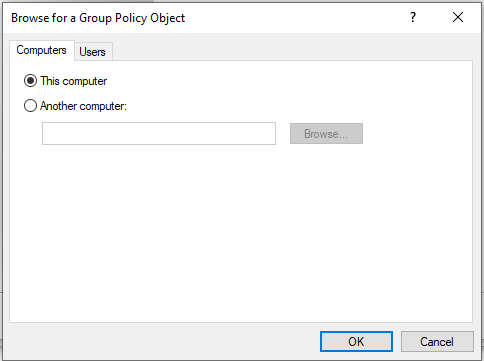 Browse for a Group Policy Object
?
Computers
Users
This computer
Another computer:
Browse...
OK
Cancel